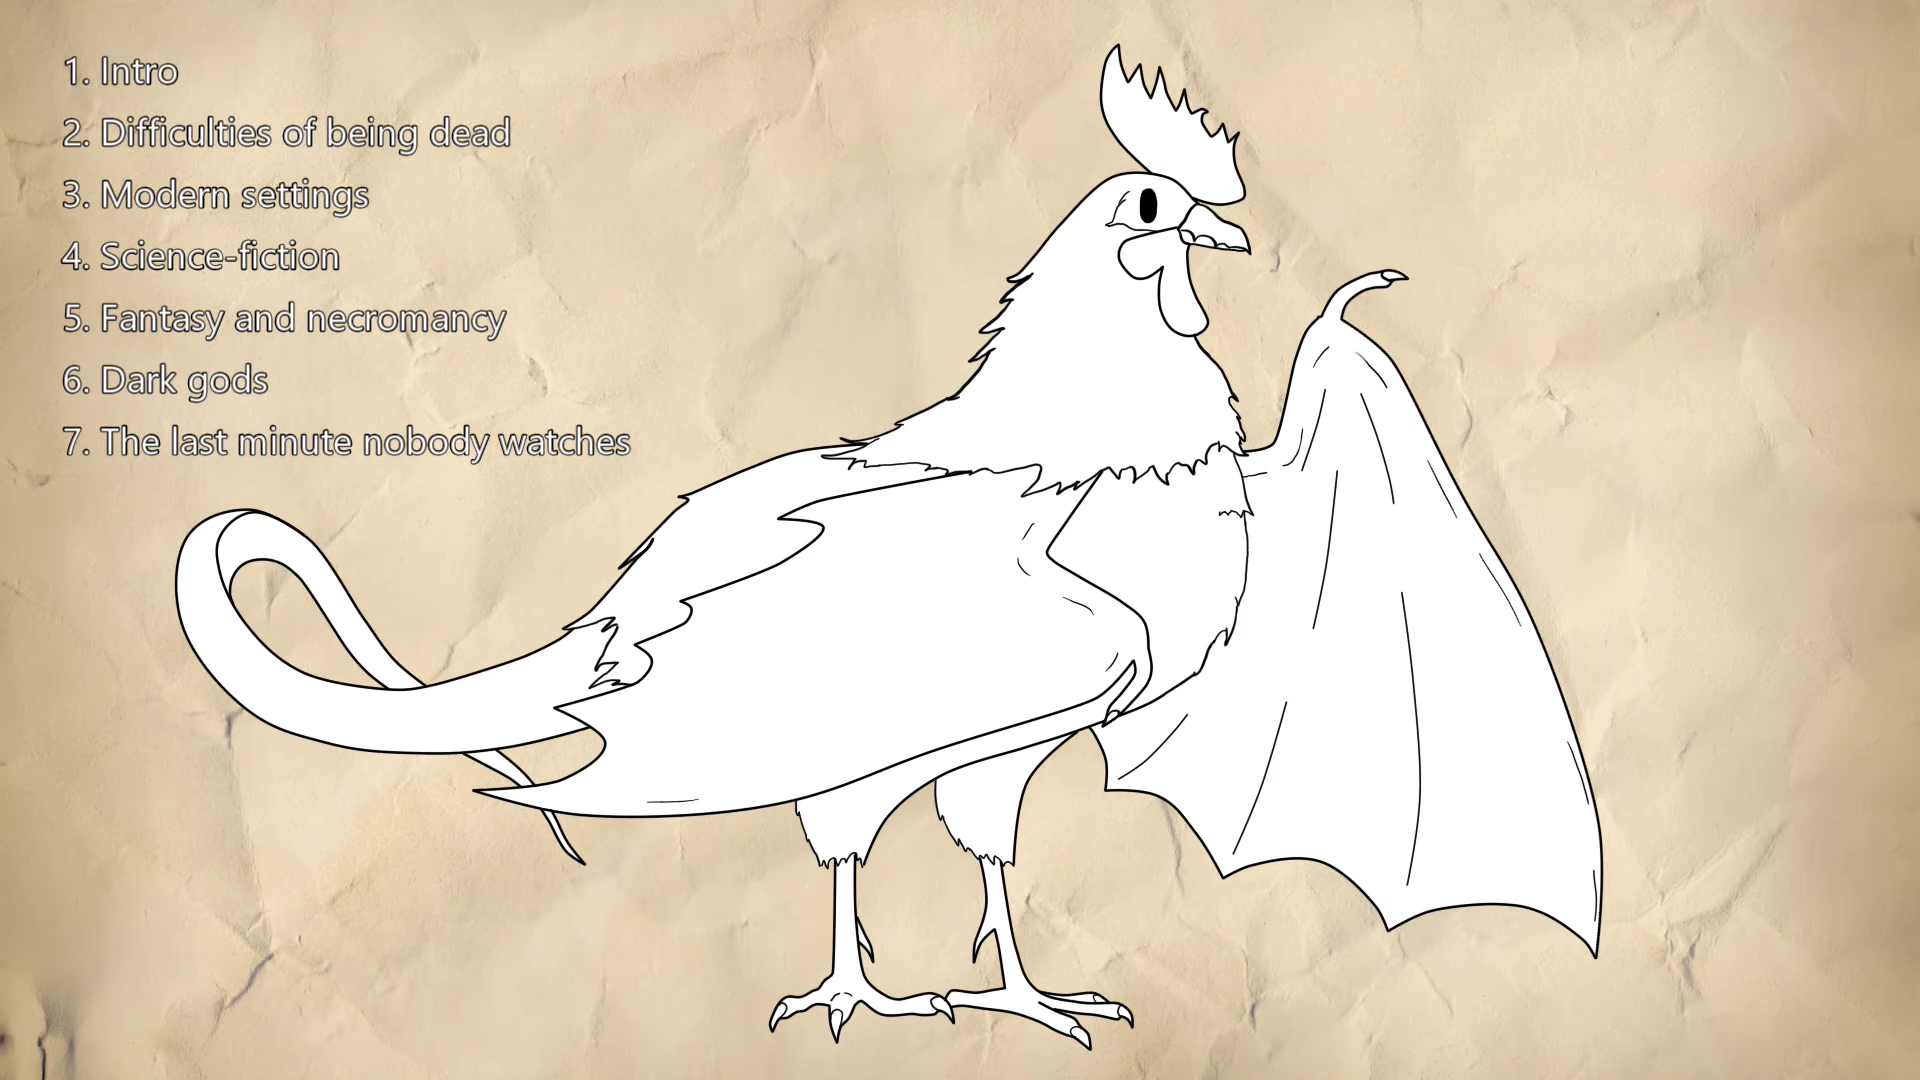 1. Intro
2. Difficulties of being dead
3. Modern settings
4. Science-fiction
5. Fantasy and necromancy
6. Dark gods
7. The last minute nobody watches